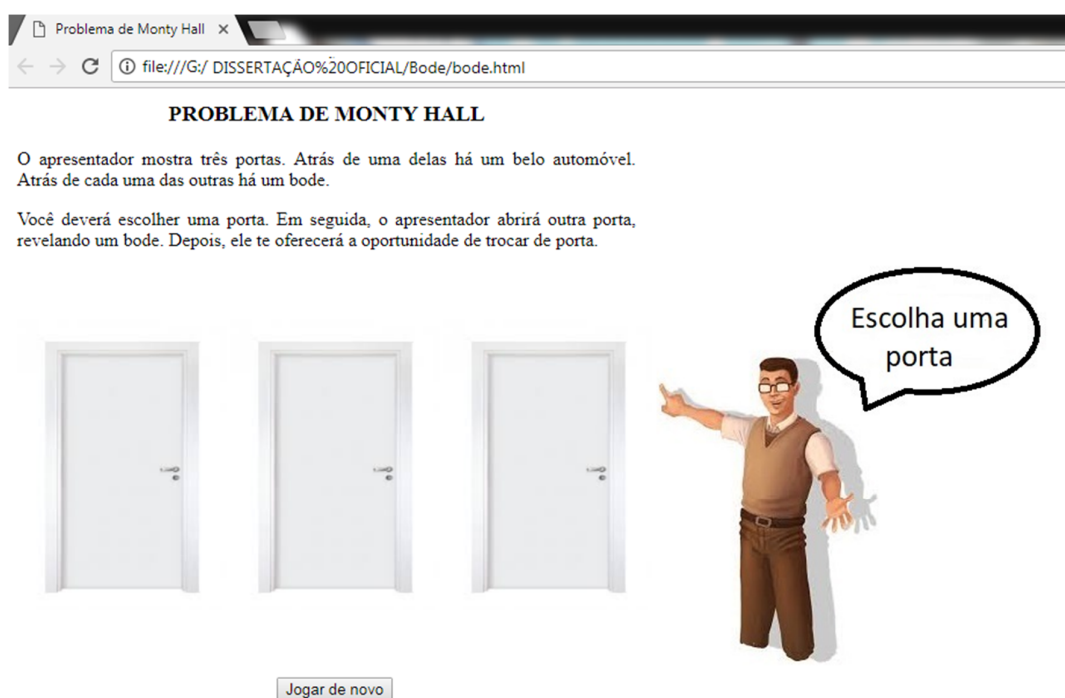 Problema de Monty Hall
file:///G:/ DISSERTAÇÃO%20OFICIAL/Bode/bode.html
PROBLEMA DE MONTY HALL
O apresentador mostra três portas. Atrás de uma delas há um belo automóvel.
Atrás de cada uma das outras há um bode.
Você deverá escolher uma porta. Em seguida, o apresentador abrirá outra porta,
revelando um bode. Depois, ele te oferecerá a oportunidade de trocar de porta.
Escolha uma
porta
Jogar de novo